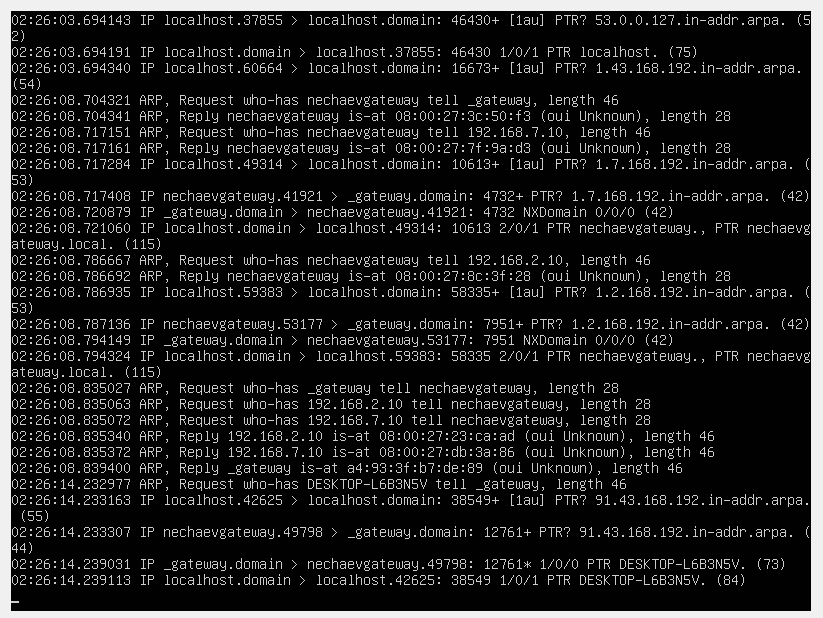 02:26:03.694143 IP localhost.37855 > localhost.domain: 46430+ [1au] PTR? 53.0.0.127.in-addr.arpa. (5
2)
02:26:03.694191 IP localhost.domain > localhost.37855: 46430 1/0/1 PTR localhost. (75)
02:26:03.694340 IP localhost.60664 > localhost.domain: 16673+ [1au] PTR? 1.43.168.192.in-addr.arpa.
(54)
02:26:08.704321 ARP, Request who-has nechaevgateway tell _gateway, length 46
02:26:08.704341 ARP, Reply nechaevgateway is-at 08:00:27:3c:50:f3 (oui Unknown), length 28
02:26:08.717151 ARP, Request who-has nechaevgateway tell 192.168.7.10, length 46
02:26:08.717161 ARP, Reply nechaevgateway is-at 08:00:27:7f:9a:d3 (oui Unknown), length 28
02:26:08.717284 IP localhost.49314 > localhost.domain: 10613+ [1au] PTR? 1.7.168.192.in-addr.arpa. (
53)
02:26:08.717408 IP nechaevgateway.41921 > _gateway.domain: 4732+ PTR? 1.7.168.192.in-addr.arpa. (42)
02:26:08.720879 IP _gateway.domain > nechaevgateway.41921: 4732 NXDomain 0/0/0 (42)
02:26:08.721060 IP localhost.domain > localhost.49314: 10613 2/0/1 PTR nechaevgateway., PTR nechaevg
ateway.local. (115)
02:26:08.786667 ARP, Request who-has nechaevgateway tell 192.168.2.10, length 46
02:26:08.786692 ARP, Reply nechaevgateway is-at 08:00:27:8c:3f:28 (oui Unknown), length 28
02:26:08.786935 IP localhost.59383 > localhost.domain: 58335+ [1au] PTR? 1.2.168.192.in-addr.arpa. (
53)
02:26:08.787136 IP nechaevgateway.53177 > _gateway.domain: 7951+ PTR? 1.2.168.192.in-addr.arpa. (42)
02:26:08.794149 IP _gateway.domain > nechaevgateway.53177: 7951 NXDomain 0/0/0 (42)
02:26:08.794324 IP localhost.domain > localhost.59383: 58335 2/0/1 PTR nechaevgateway., PTR nechaevg
ateway.local. (115)
02:26:08.835027 ARP, Request who-has _gateway tell nechaevgateway, length 28
02:26:08.835063 ARP, Request who-has 192.168.2.10 tell nechaevgateway, length 28
02:26:08.835072 ARP, Request who-has 192.168.7.10 tell nechaevgateway, length 28
02:26:08.835340 ARP, Reply 192.168.2.10 is-at 08:00:27:23:ca:ad (oui Unknown), length 46
02:26:08.835372 ARP, Reply 192.168.7.10 is-at 08:00:27:db:3a:86 (oui Unknown), length 46
02:26:08.839400 ARP, Reply _gateway is-at a4:93:3f:b7:de:89 (oui Unknown), length 46
02:26:14.232977 ARP, Request who-has DESKTOP-L6B3N5V tell _gateway, length 46
02:26:14.233163 IP localhost.42625 > localhost.domain: 38549+ [1au] PTR? 91.43.168.192.in-addr.arpa.
 (55)
02:26:14.233307 IP nechaevgateway.49798 > _gateway.domain: 12761+ PTR? 91.43.168.192.in-addr.arpa. (
44)
02:26:14.239031 IP _gateway.domain > nechaevgateway.49798: 12761* 1/0/0 PTR DESKTOP-L6B3N5V. (73)
02:26:14.239113 IP localhost.domain > localhost.42625: 38549 1/0/1 PTR DESKTOP-L6B3N5V. (84)